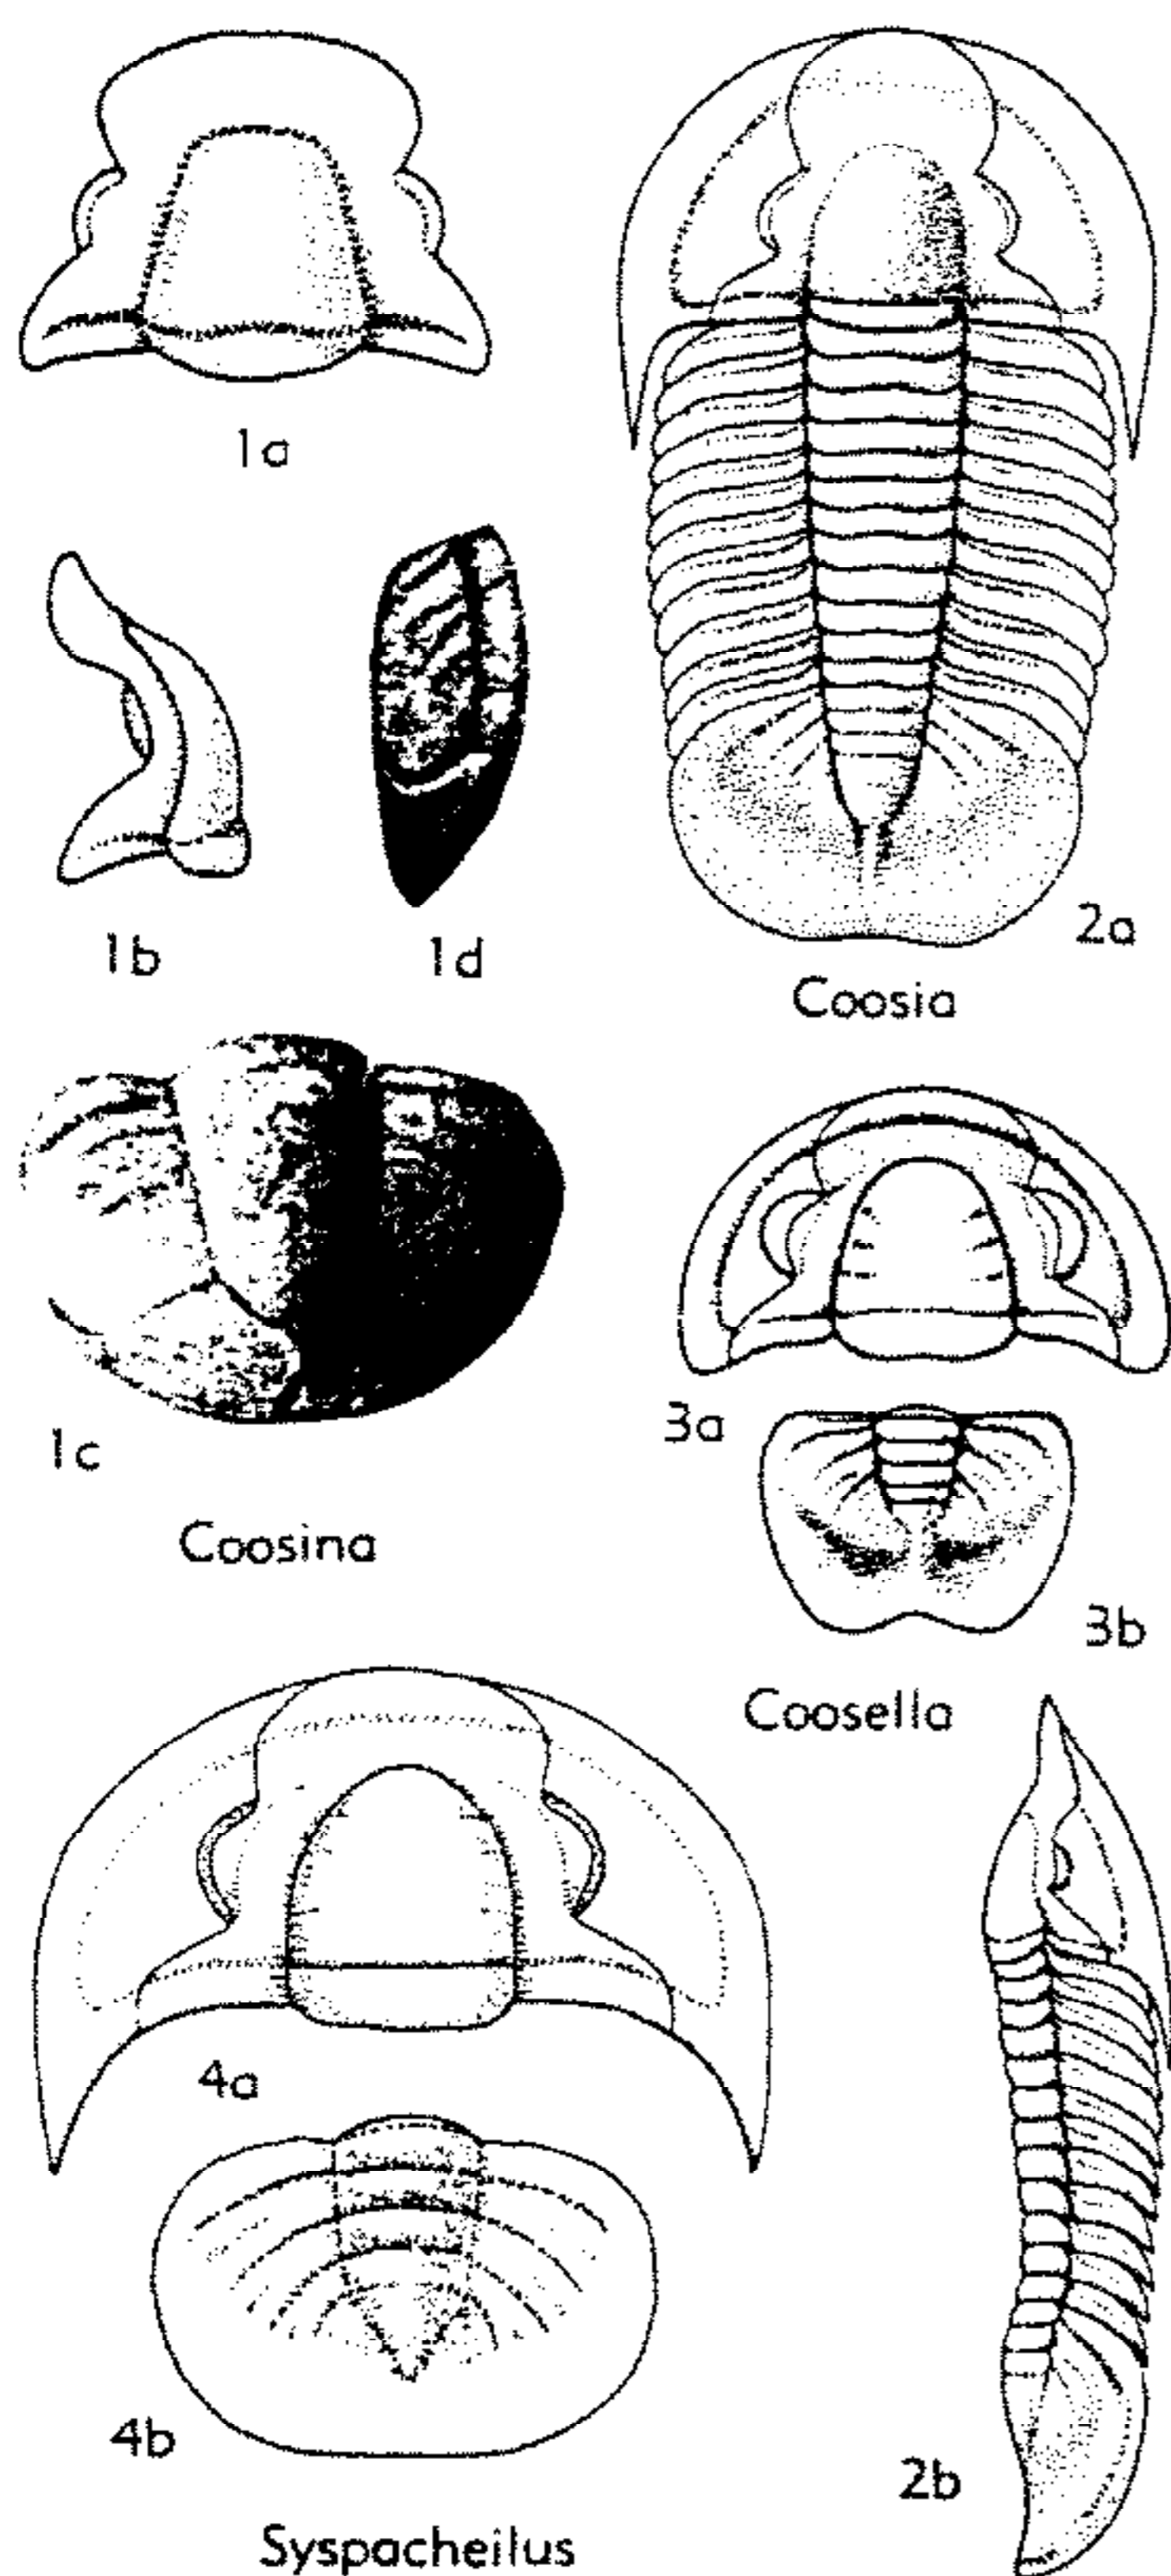 1a
1b
1d
2a
Coosia
1c
Coosina
3a
3b
Coosella
4a
4b
2b
Syspacheilus